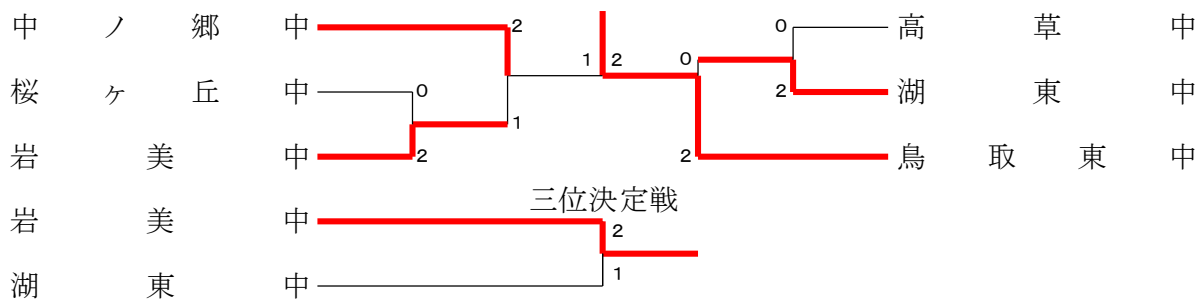 中ノ郷中 2 0 高草中
1 2 0
桜ヶ丘中 0 2 湖東中
1
岩美中 2 2 鳥取東中
三位決定戦
岩美中 2
湖東中 1